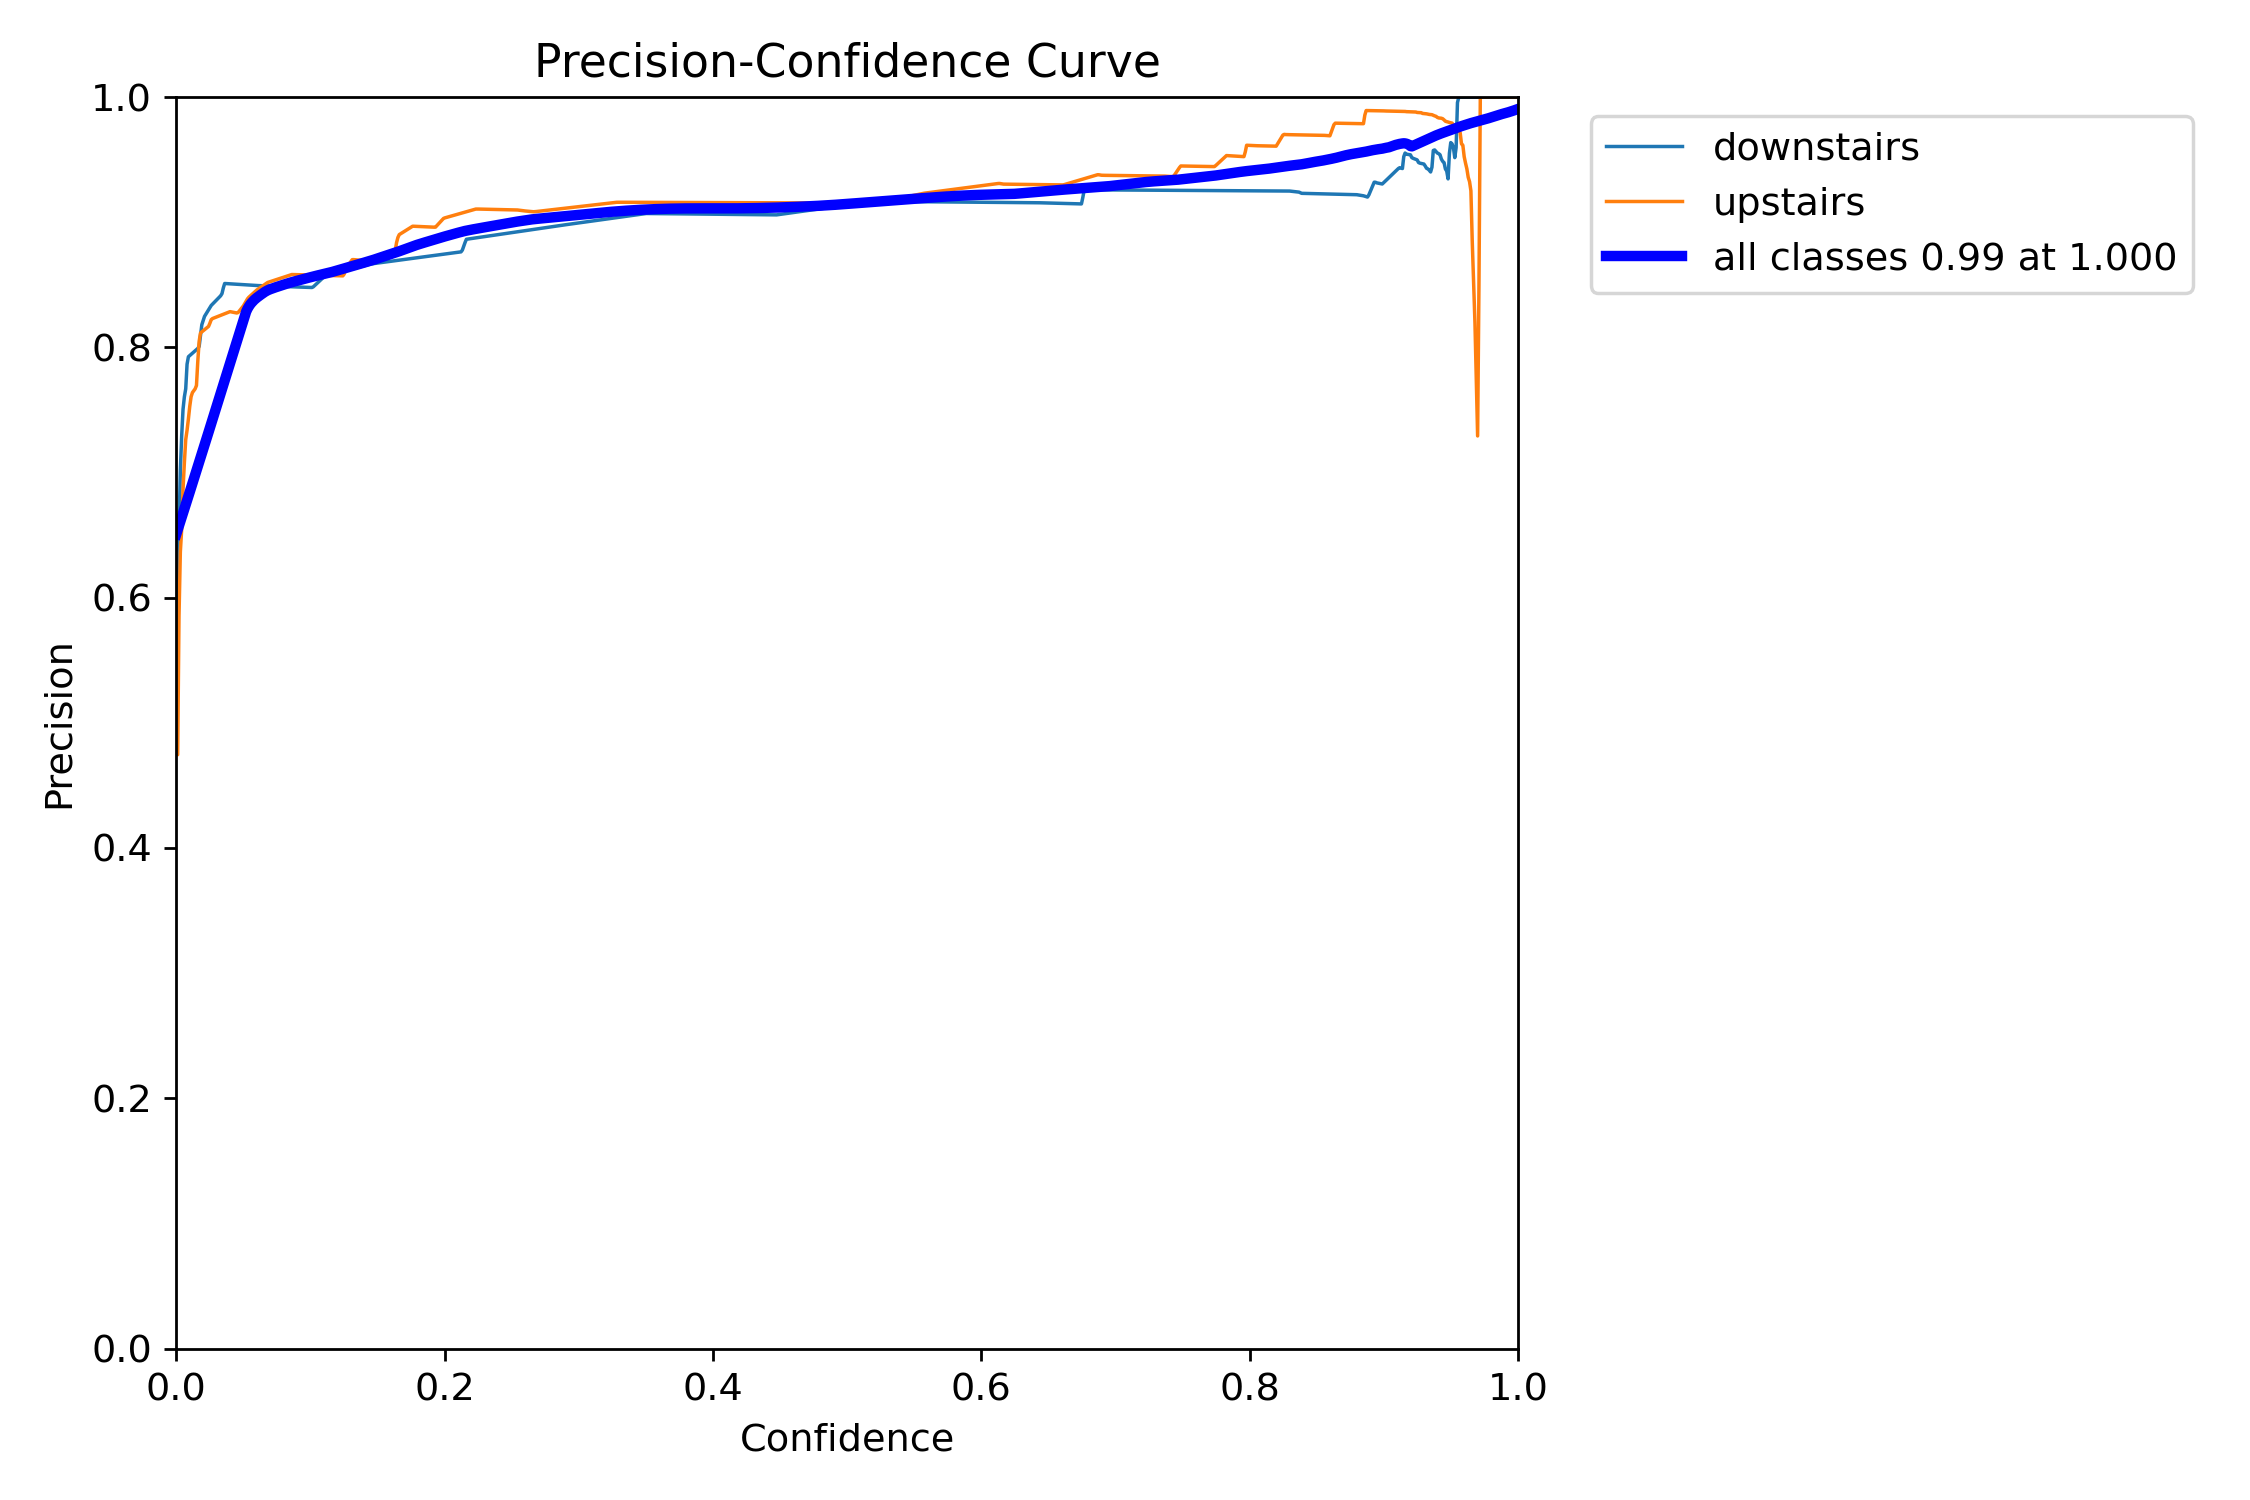 Precision-Confidence Curve
1.0
0.8
0.6
0.4
0.2
0.0
Precision
0.0 0.2 0.4 0.6 0.8 1.0
Confidence
downstairs
upstairs
all classes 0.99 at 1.000